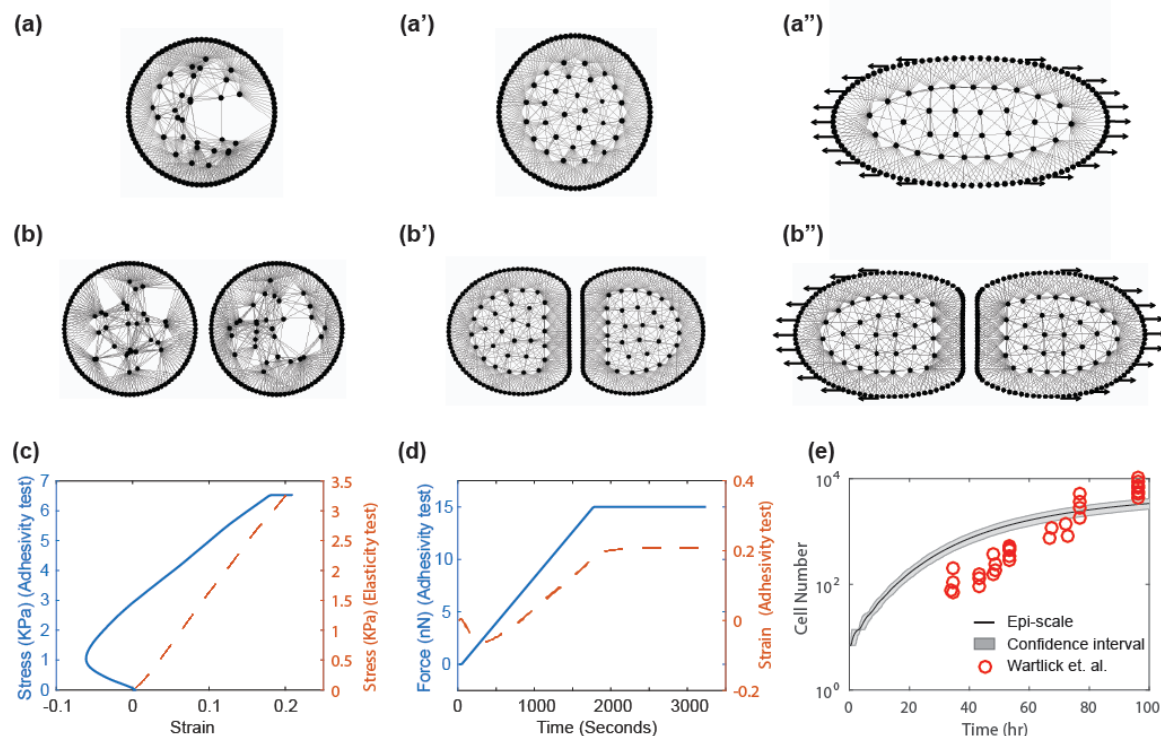 (a)
(a')
(a")
(b)
(b')
(b")
(c)
Stress (KPa) (Adhesivity test)
7
6
5
4
3
2
1
0
-0.1
0
0.1
0.2
Strain
3.5
3
2.5
2
1.5
1
0.5
0
Stress (KPa) (Elasticity test)
(d)
Force (nN) (Adhesivity test)
15
10
5
0
0
1000
2000
3000
Time (Seconds)
0.4
0.2
0
-0.2
Strain (Adhesivity test)
(e)
Cell Number
10^4
10^2
10^0
0
20
40
60
80
100
Time (hr)
Epi-scale
Confidence interval
Wartlick et. al.